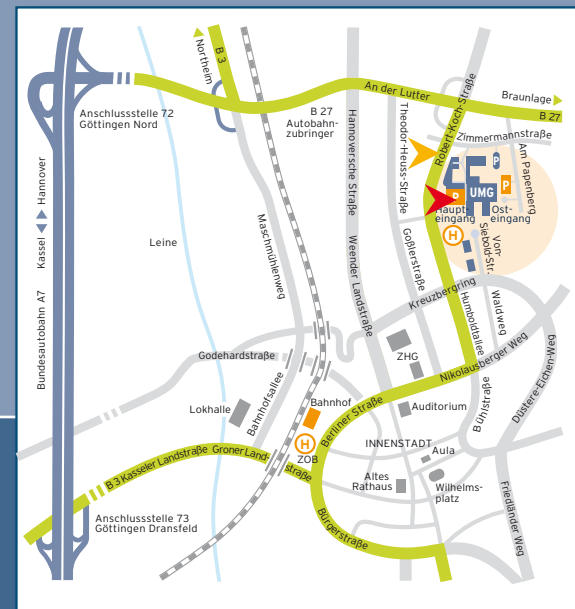 B 3
Northeim
An der Lutter
Braunlage
B 27
Anschlussstelle 72
Göttingen Nord
B 27
Autobahn-
zubringer
Hannoversche Straße
Theodor-Heuss-Straße
Robert-Koch-Straße
Zimmermannstraße
Am Papenberg
P
P
P
UMG
Haupt-
eingang
Ost-
eingang
H
Von-
Siebold-Str.
Kassel
Hannover
Leine
Maschmühlenweg
Weender Landstraße
Goßlerstraße
Kreuzbergring
Humboldtallee
Waldweg
Bundesautobahn A7
Godehardstraße
ZHG
Nikolausberger Weg
Düstere-Eichen-Weg
Lokhalle
Bahnhofsallee
Bahnhof
H
ZOB
Berliner Straße
Auditorium
Bühlstraße
INNENSTADT
Aula
B 3 Kasseler Landstraße
Groner Land-
straße
Altes
Rathaus
Wilhelms-
platz
Friedländer Weg
Anschlussstelle 73
Göttingen Dransfeld
Bürgerstraße